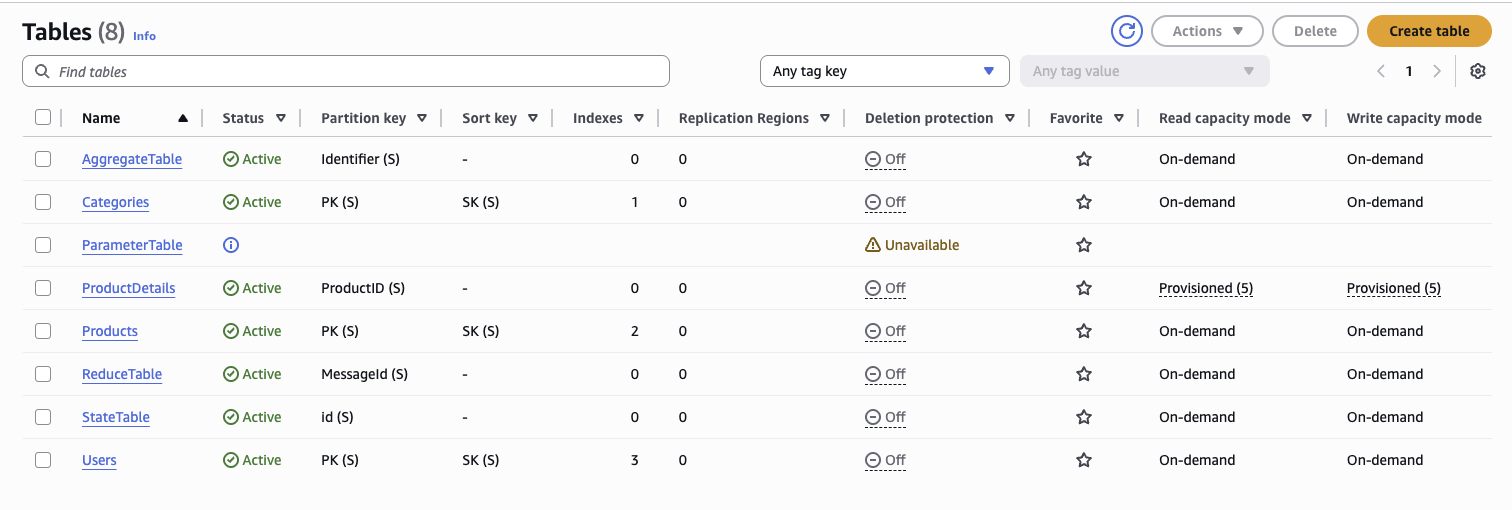 Tables (8) Info Actions Delete Create table
Find tables Any tag key Any tag value 1
Name Status Partition key Sort key Indexes Replication Regions Deletion protection Favorite Read capacity mode Write capacity mode
AggregateTable Active Identifier (S) - 0 0 Off On-demand On-demand
Categories Active PK (S) SK (S) 1 0 Off On-demand On-demand
ParameterTable Unavailable
ProductDetails Active ProductID (S) - 0 0 Off Provisioned (5) Provisioned (5)
Products Active PK (S) SK (S) 2 0 Off On-demand On-demand
ReduceTable Active MessageId (S) - 0 0 Off On-demand On-demand
StateTable Active id (S) - 0 0 Off On-demand On-demand
Users Active PK (S) SK (S) 3 0 Off On-demand On-demand